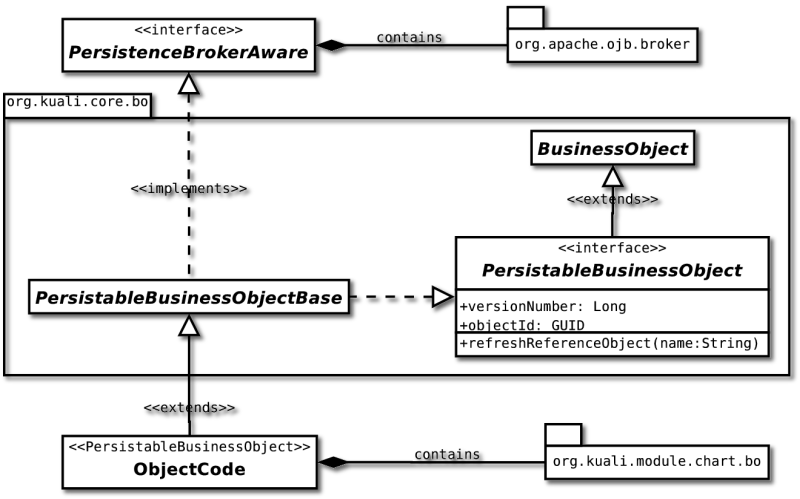 <<interface>>
PersistenceBrokerAware
contains
org.apache.ojb.broker
org.kuali.core.bo
BusinessObject
<<implements>>
<<extends>>
<<interface>>
PersistableBusinessObject
PersistableBusinessObjectBase
+versionNumber: Long
+objectId: GUID
+refreshReferenceObject(name:String)
<<extends>>
<<PersistableBusinessObject>>
ObjectCode
contains
org.kuali.module.chart.bo